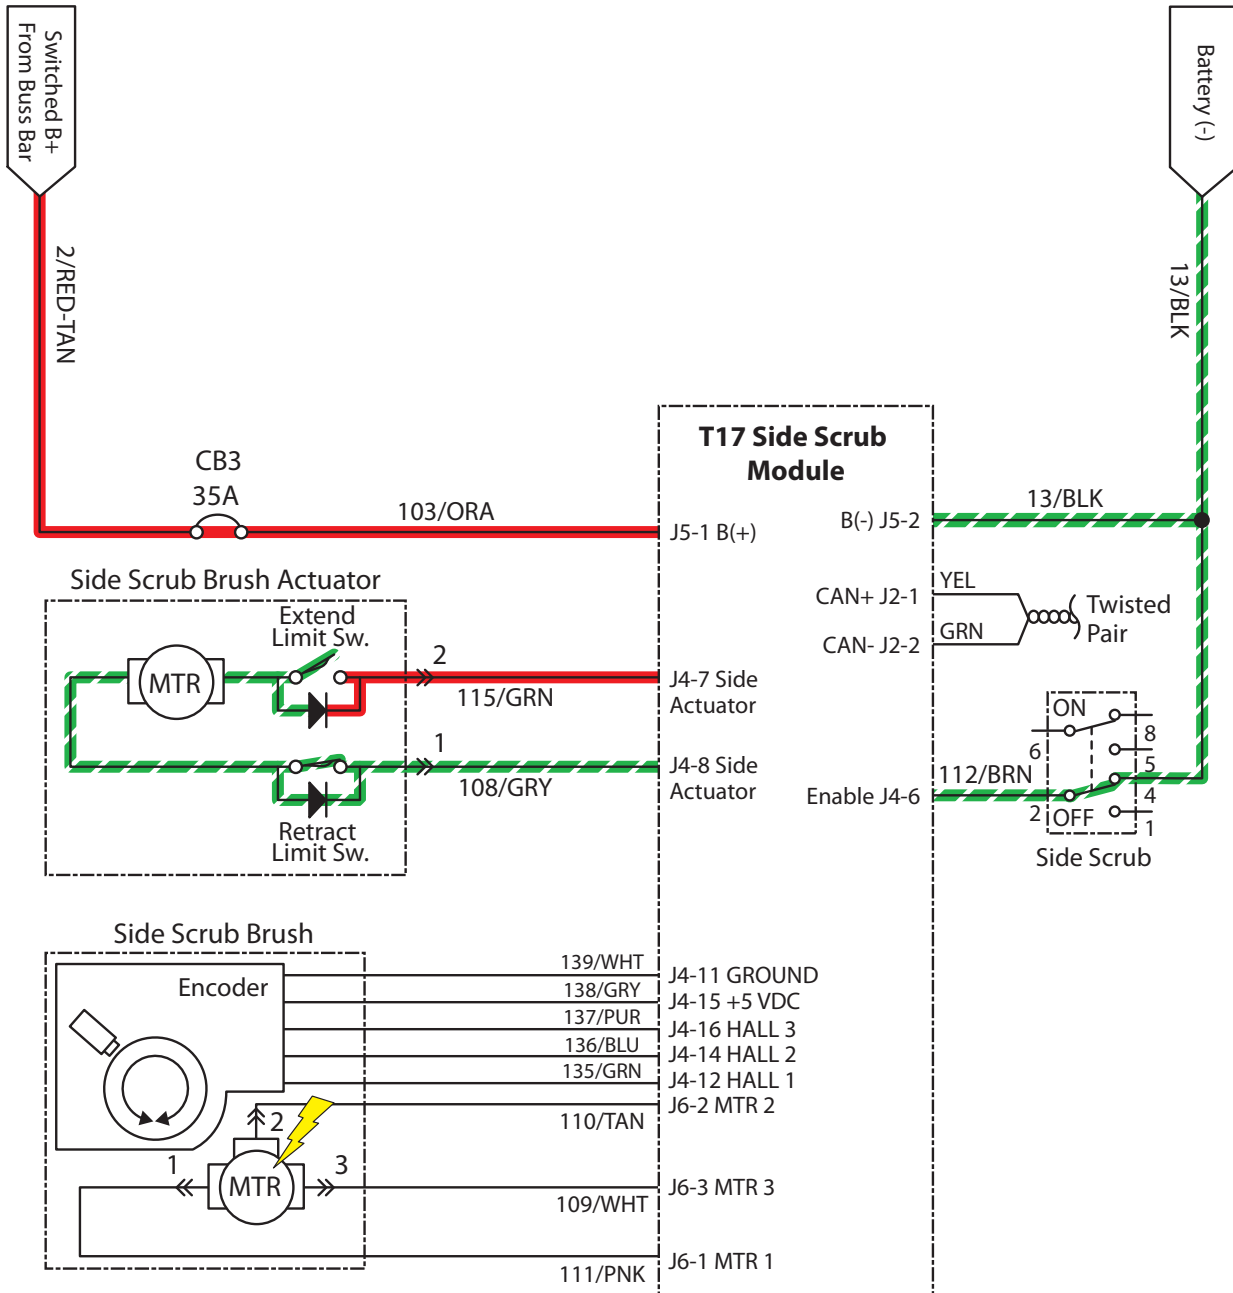 Switched B+
From Buss Bar
Battery (-)
2/RED-TAN
13/BLK
CB3
35A
103/ORA
T17 Side Scrub
Module
J5-1 B(+)
B(-) J5-2
13/BLK
CAN+ J2-1
YEL
CAN- J2-2
GRN
Twisted
Pair
Side Scrub Brush Actuator
Extend
Limit Sw.
MTR
2
115/GRN
J4-7 Side
Actuator
1
108/GRY
J4-8 Side
Actuator
Retract
Limit Sw.
Enable J4-6
112/BRN
ON
6
8
5
4
2
OFF
1
Side Scrub
Side Scrub Brush
Encoder
139/WHT
J4-11 GROUND
138/GRY
J4-15 +5 VDC
137/PUR
J4-16 HALL 3
136/BLU
J4-14 HALL 2
135/GRN
J4-12 HALL 1
J6-2 MTR 2
110/TAN
2
1
3
MTR
J6-3 MTR 3
109/WHT
J6-1 MTR 1
111/PNK